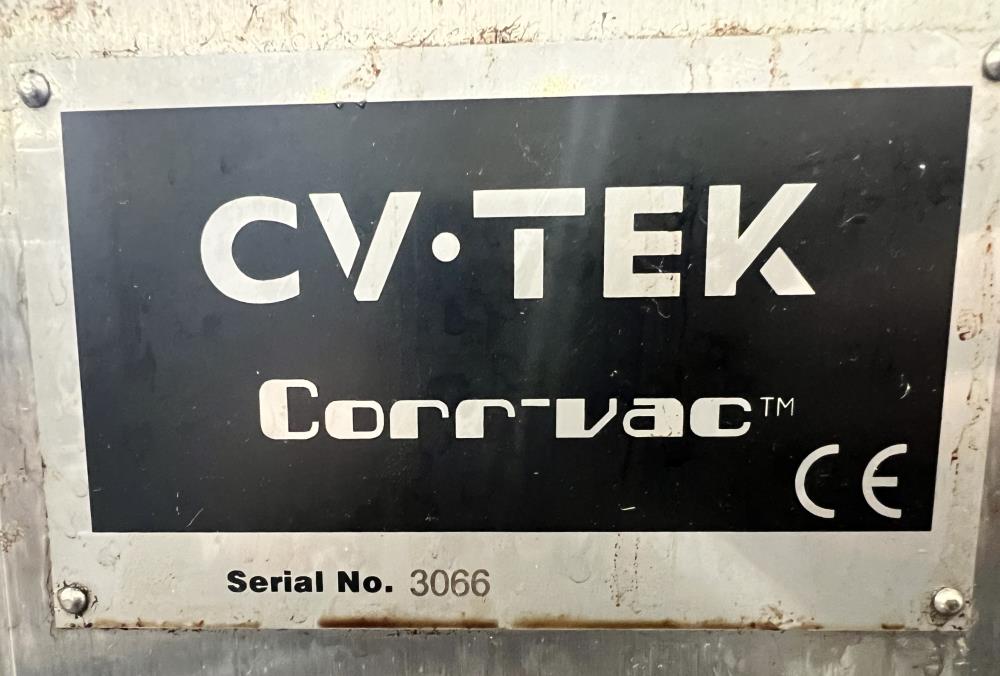 CV·TEK
Corr-vac™
CE
Serial No. 3066